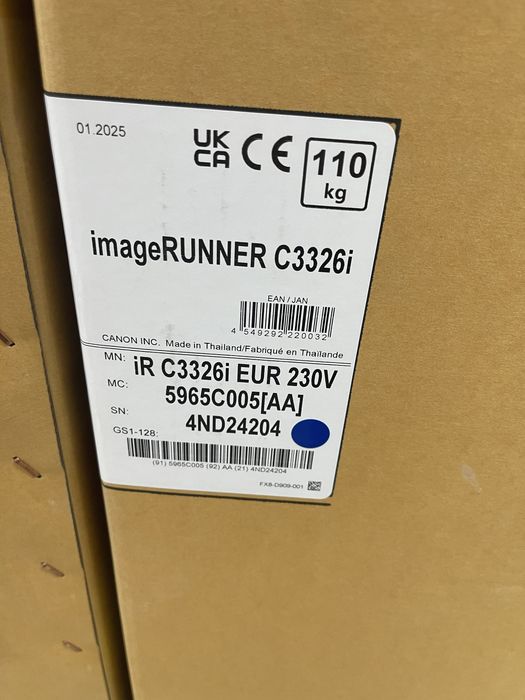 01.2025
UK
CA CE
110
kg
imageRUNNER C3326i
EAN / JAN
4 549292 220032
CANON INC. Made in Thailand/Fabriqué en Thaïlande
MN: iR C3326i EUR 230V
MC: 5965C005[AA]
SN: 4ND24204
GS1-128:
(91) 5965C005 (92) AA (21) 4ND24204
FX8-D909-001